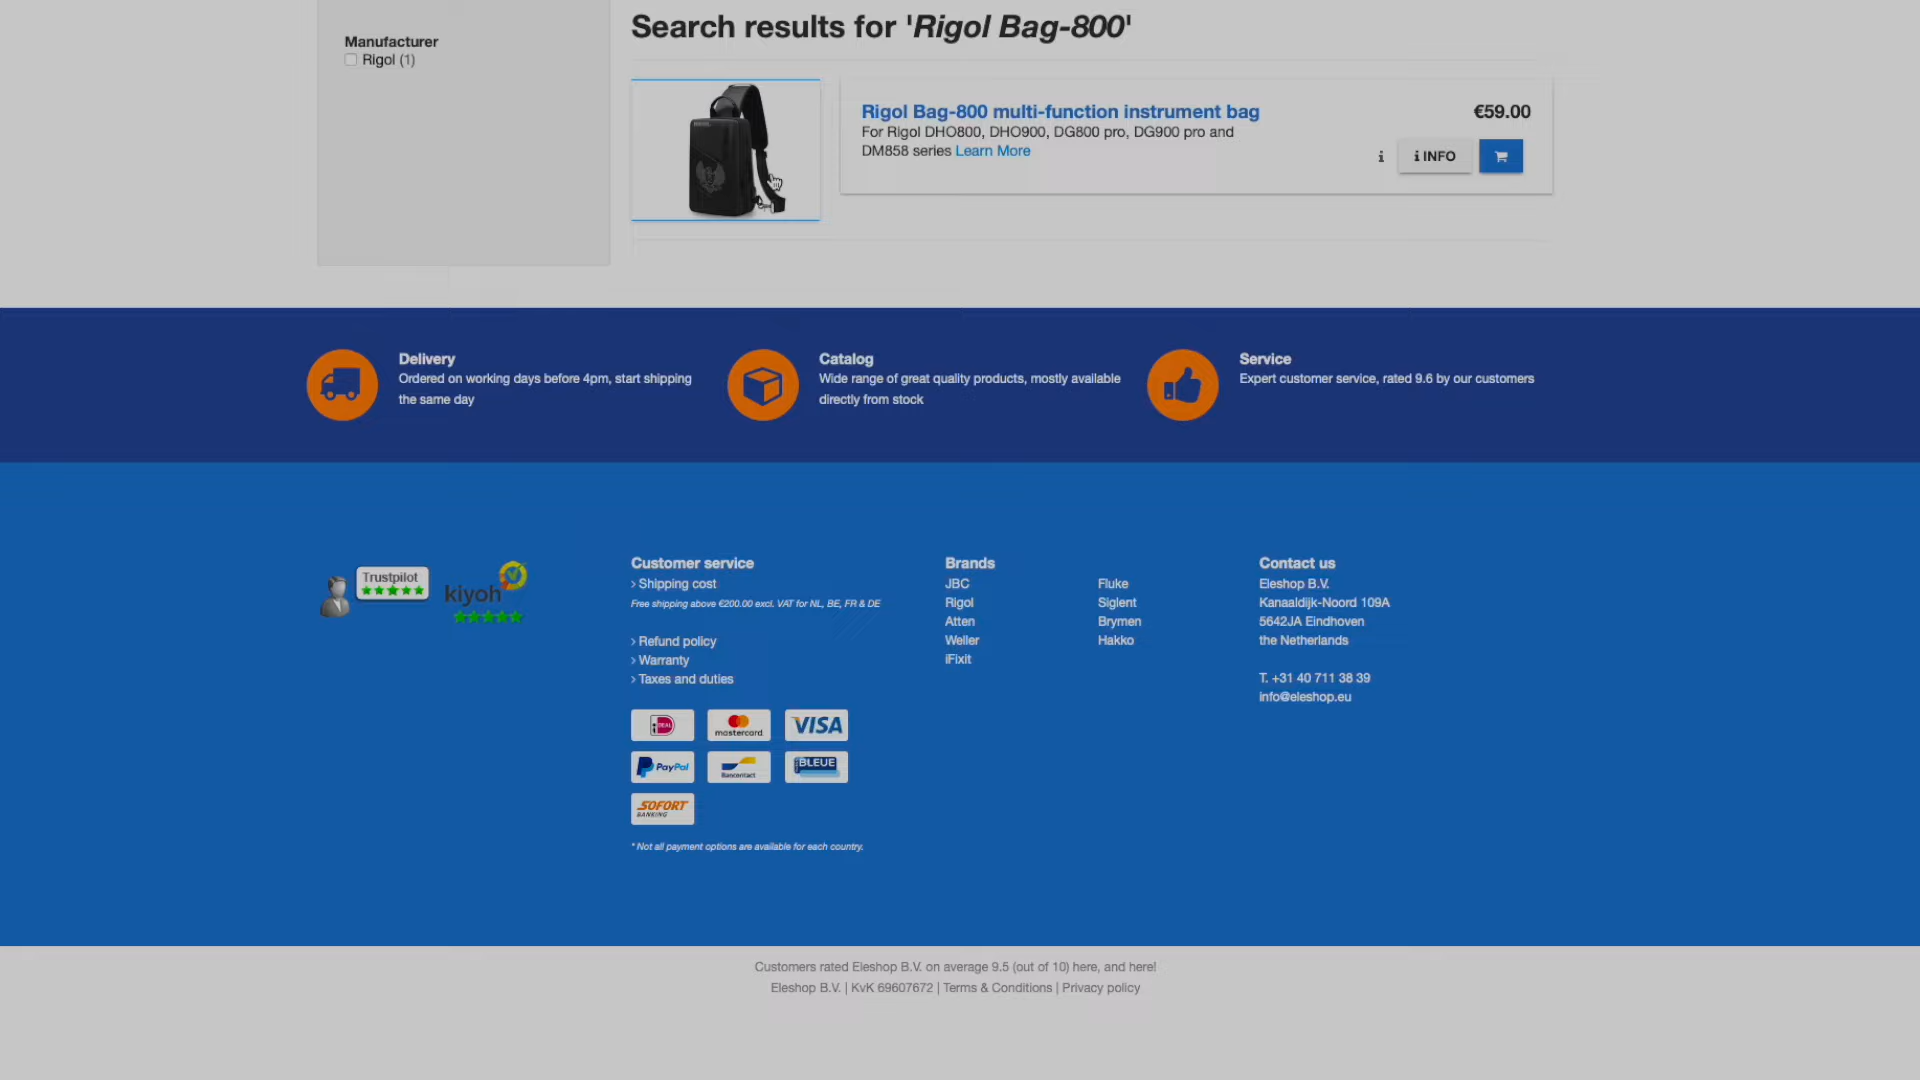 Manufacturer
Rigol (1)
Search results for 'Rigol Bag-800'
Rigol Bag-800 multi-function instrument bag
€59.00
For Rigol DHO800, DHO900, DG800 pro, DG900 pro and
DM858 series Learn More
INFO
Delivery
Ordered on working days before 4pm, start shipping
the same day
Catalog
Wide range of great quality products, mostly available
directly from stock
Service
Expert customer service, rated 9.6 by our customers
Trustpilot
kiyoh
Customer service
› Shipping cost
Free shipping above €200.00 excl. VAT for NL, BE, FR & DE
› Refund policy
› Warranty
› Taxes and duties
iDEAL
mastercard
VISA
PayPal
Bancontact
BLEUE
SOFORT
BANKING
* Not all payment options are available for each country.
Brands
JBC
Rigol
Atten
Weller
iFixit
Fluke
Siglent
Brymen
Hakko
Contact us
Eleshop B.V.
Kanaaldijk-Noord 109A
5642JA Eindhoven
the Netherlands
T. +31 40 711 38 39
info@eleshop.eu
Customers rated Eleshop B.V. on average 9.5 (out of 10) here, and here!
Eleshop B.V. | KvK 69607672 | Terms & Conditions | Privacy policy